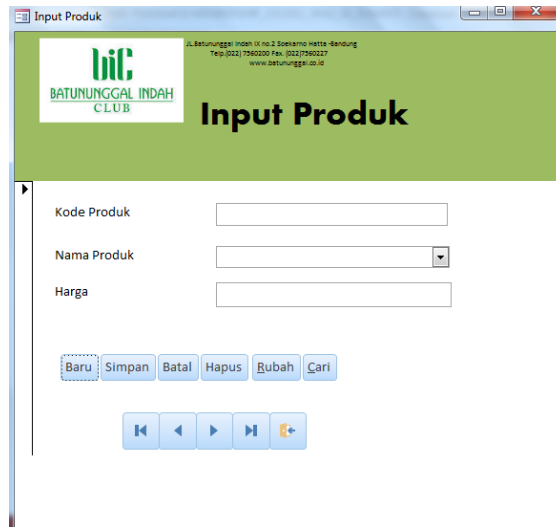 Input Produk
JL.Batununggal Indah IX no.2 Soekarno Hatta -Bandung
Telp.(022) 7560200 Fax. (022)7560227
www.batununggal.co.id
bic
BATUNUNGGAL INDAH
CLUB
Input Produk
Kode Produk
Nama Produk
Harga
Baru Simpan Batal Hapus Rubah Cari